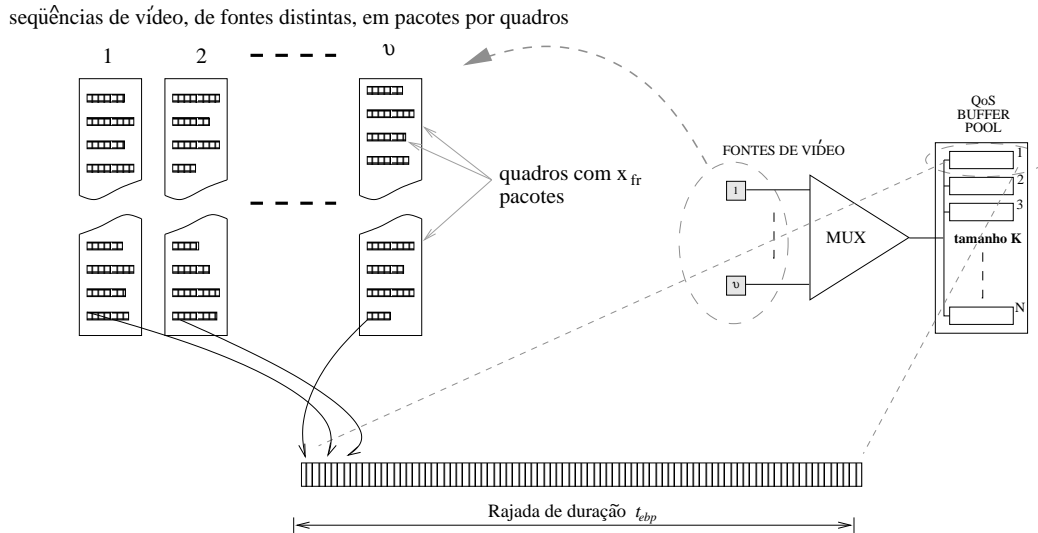 seqüências de vídeo, de fontes distintas, em pacotes por quadros
1 2 υ
quadros com x fr
pacotes
FONTES DE VÍDEO
1
υ
MUX
QoS
BUFFER
POOL
1
2
3
tamanho K
N
Rajada de duração t ebp